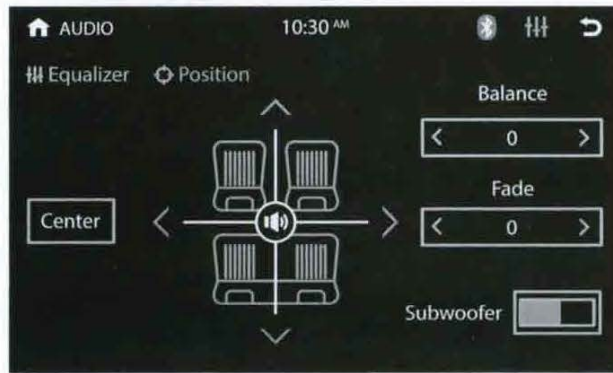 AUDIO 10:30 AM
Equalizer Position
Balance
< 0 >
Fade
Center < 0 >
Subwoofer